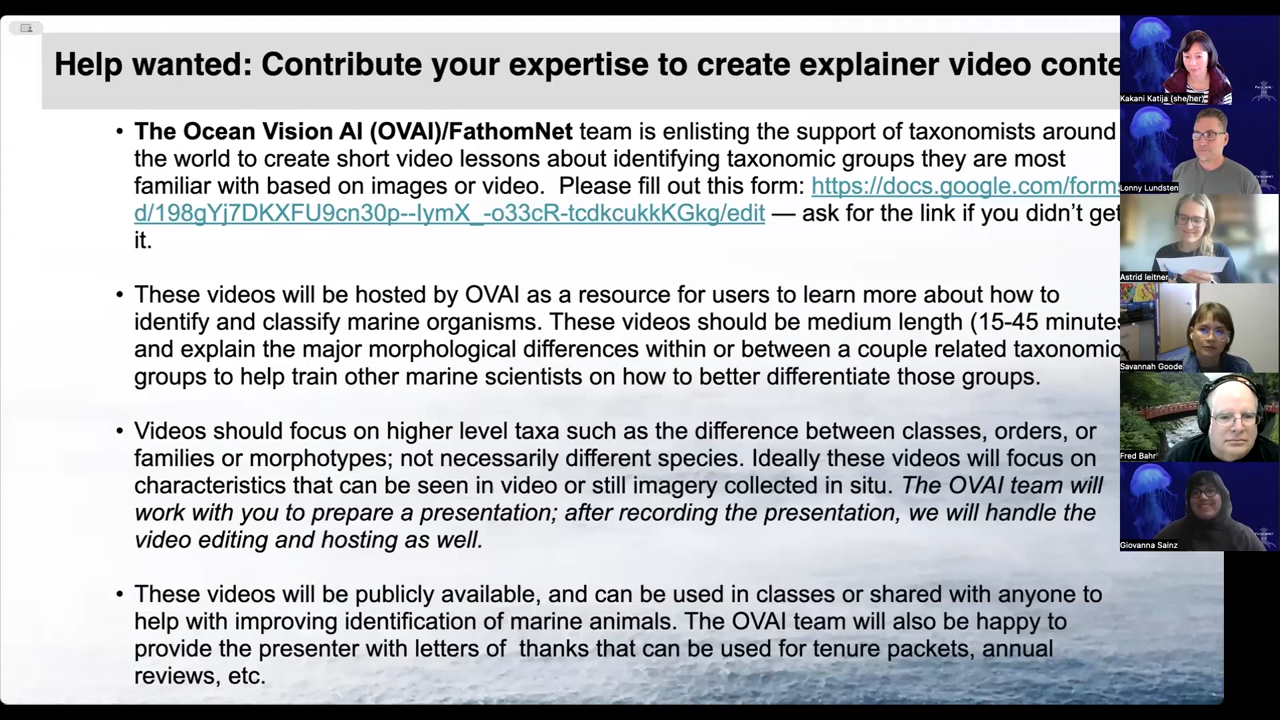 Help wanted: Contribute your expertise to create explainer video conte
• The Ocean Vision AI (OVAI)/FathomNet team is enlisting the support of taxonomists around
the world to create short video lessons about identifying taxonomic groups they are most
familiar with based on images or video. Please fill out this form: https://docs.google.com/forms
d/198gYj7DKXFU9cn30p--IymX_-o33cR-tcdkcukkKGkg/edit — ask for the link if you didn’t get
it.
• These videos will be hosted by OVAI as a resource for users to learn more about how to
identify and classify marine organisms. These videos should be medium length (15-45 minutes
and explain the major morphological differences within or between a couple related taxonomic
groups to help train other marine scientists on how to better differentiate those groups.
• Videos should focus on higher level taxa such as the difference between classes, orders, or
families or morphotypes; not necessarily different species. Ideally these videos will focus on
characteristics that can be seen in video or still imagery collected in situ. The OVAI team will
work with you to prepare a presentation; after recording the presentation, we will handle the
video editing and hosting as well.
• These videos will be publicly available, and can be used in classes or shared with anyone to
help with improving identification of marine animals. The OVAI team will also be happy to
provide the presenter with letters of thanks that can be used for tenure packets, annual
reviews, etc.
Kakani Katija (she/her)
Lonny Lundsten
Astrid leitner
Savannah Goode
Fred Bahr
Giovanna Sainz